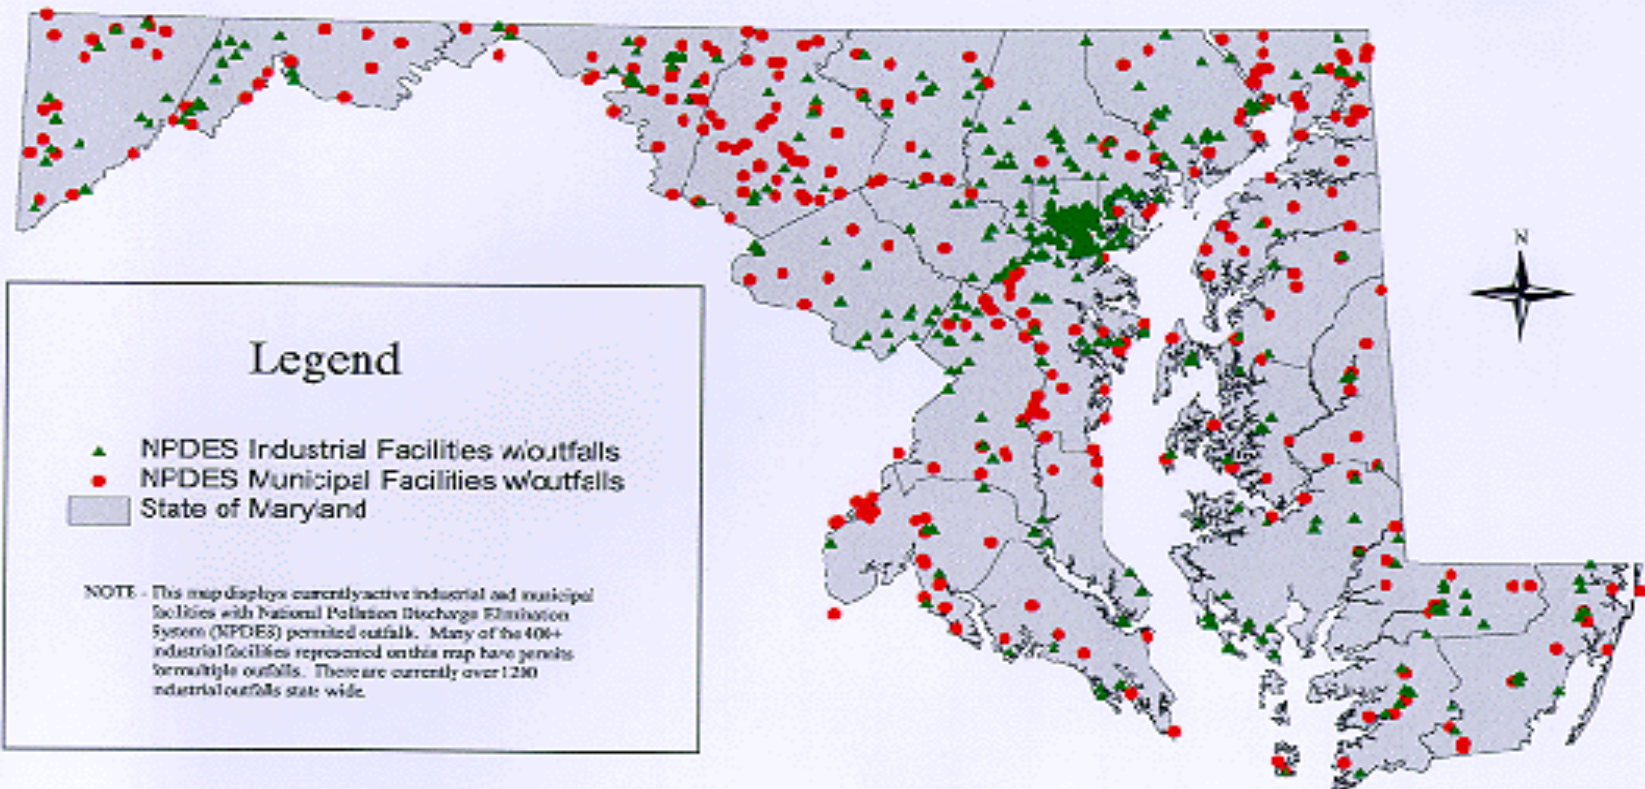 N
Legend
NPDES Industrial Facilities w/outfalls
NPDES Municipal Facilities w/outfalls
State of Maryland
NOTE - This map displays currently active industrial and municipal
facilities with National Pollution Discharge Elimination
System (NPDES) permitted outfalls. Many of the 400+
industrial facilities represented on this map have permits
for multiple outfalls. There are currently over 1200
industrial outfalls state wide.